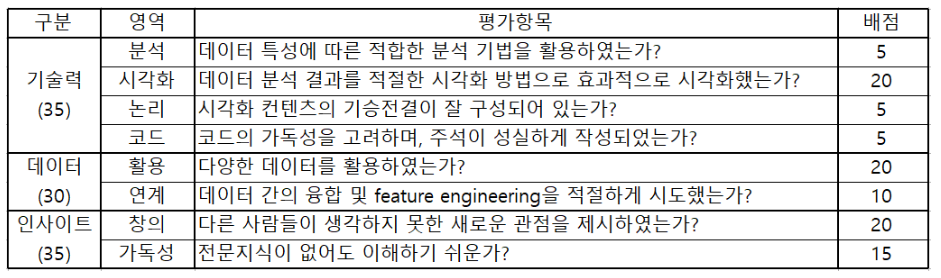 구분 영역 평가항목 배점
기술력 (35) 분석 데이터 특성에 따른 적합한 분석 기법을 활용하였는가? 5
시각화 데이터 분석 결과를 적절한 시각화 방법으로 효과적으로 시각화했는가? 20
논리 시각화 컨텐츠의 기승전결이 잘 구성되어 있는가? 5
코드 코드의 가독성을 고려하며, 주석이 성실하게 작성되었는가? 5
데이터 (30) 활용 다양한 데이터를 활용하였는가? 20
연계 데이터 간의 융합 및 feature engineering을 적절하게 시도했는가? 10
인사이트 (35) 창의 다른 사람들이 생각하지 못한 새로운 관점을 제시하였는가? 20
가독성 전문지식이 없어도 이해하기 쉬운가? 15